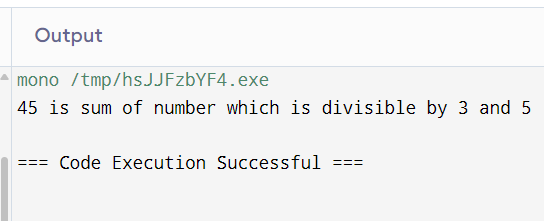 Output
mono /tmp/hsJJFzbYF4.exe
45 is sum of number which is divisible by 3 and 5
=== Code Execution Successful ===